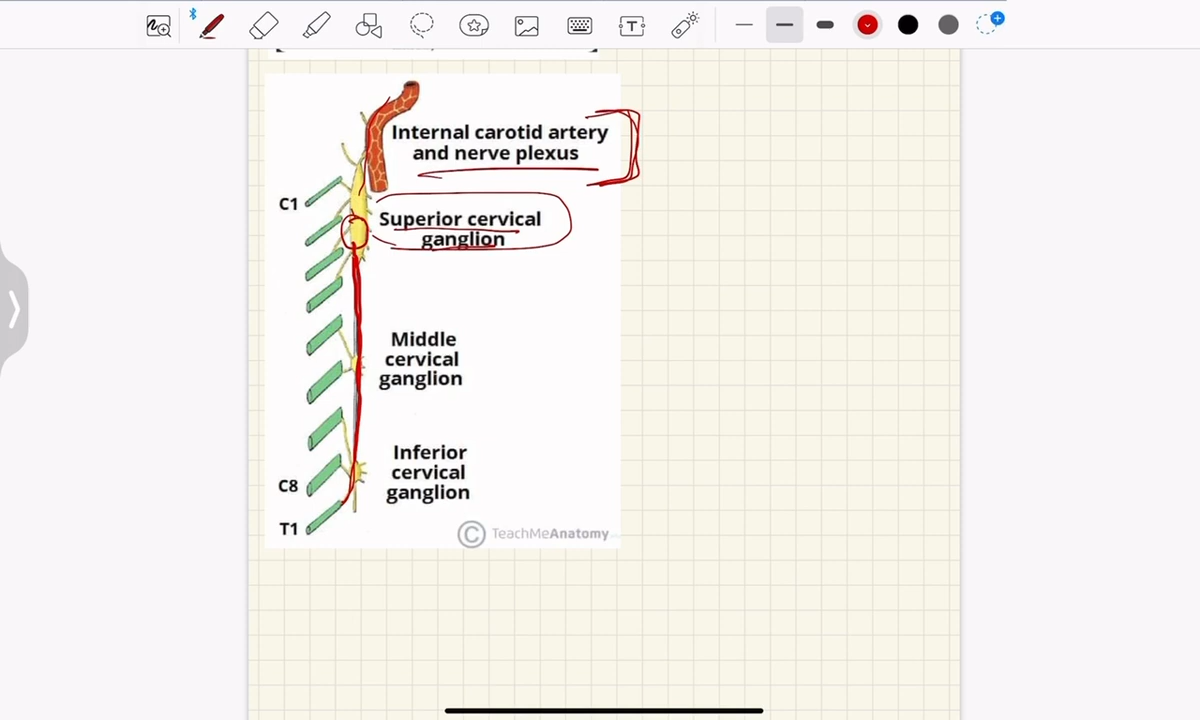 Internal carotid artery
and nerve plexus
C1
Superior cervical
ganglion
Middle
cervical
ganglion
Inferior
cervical
ganglion
C8
T1
© TeachMeAnatomy